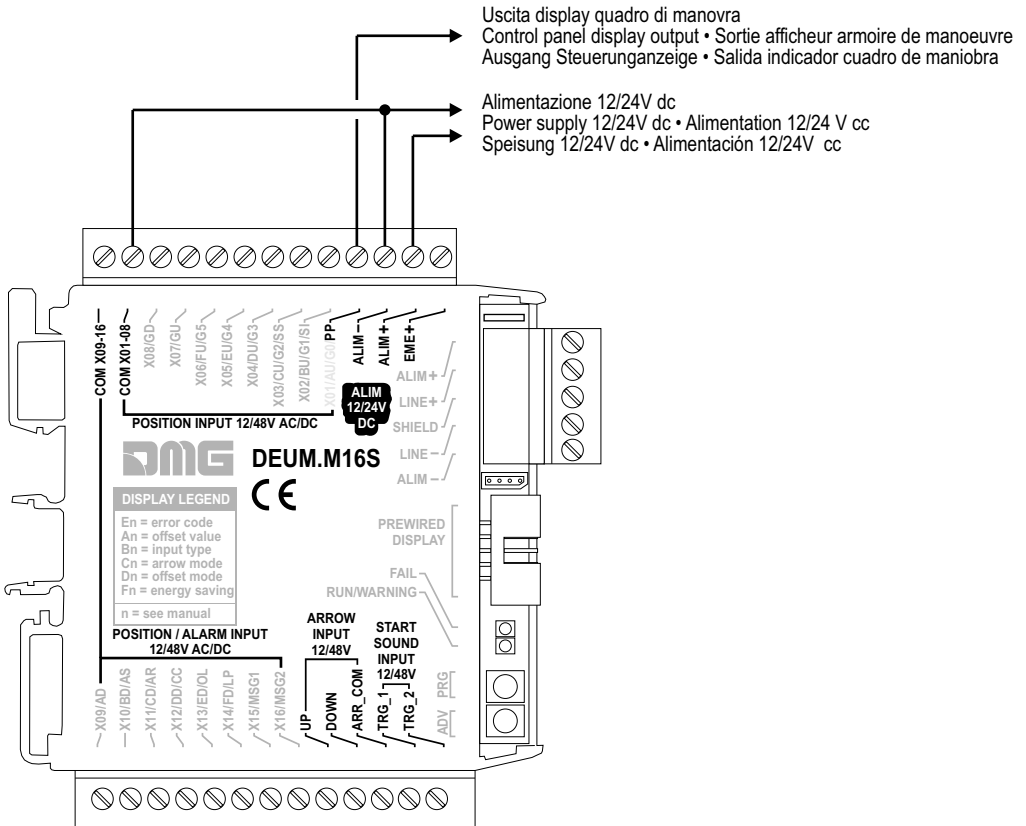 Uscita display quadro di manovra
Control panel display output • Sortie afficheur armoire de manoeuvre
Ausgang Steuerunganzeige • Salida indicador cuadro de maniobra
Alimentazione 12/24V dc
Power supply 12/24V dc • Alimentation 12/24 V cc
Speisung 12/24V dc • Alimentación 12/24V cc
COM X09-16
COM X01-08
X08/GD
X07/GU
X06/FU/G5
X05/EU/G4
X04/DU/G3
X03/CU/G2/SS
X02/BU/G1/SI
X01/AU/G0/PP
ALIM−
ALIM+
EME+
ALIM
12/24V
DC
POSITION INPUT 12/48V AC/DC
ALIM+
LINE+
SHIELD
LINE−
ALIM−
DMG
DEUM.M16S
CE
DISPLAY LEGEND
En = error code
An = offset value
Bn = input type
Cn = arrow mode
Dn = offset mode
Fn = energy saving
n = see manual
PREWIRED
DISPLAY
FAIL
RUN/WARNING
POSITION / ALARM INPUT
12/48V AC/DC
ARROW
INPUT
12/48V
START
SOUND
INPUT
12/48V
X09/AD
X10/BD/AS
X11/CD/AR
X12/DD/CC
X13/ED/OL
X14/FD/LP
X15/MSG1
X16/MSG2
UP
DOWN
ARR_COM
TRG_1
TRG_2
PRG
ADV